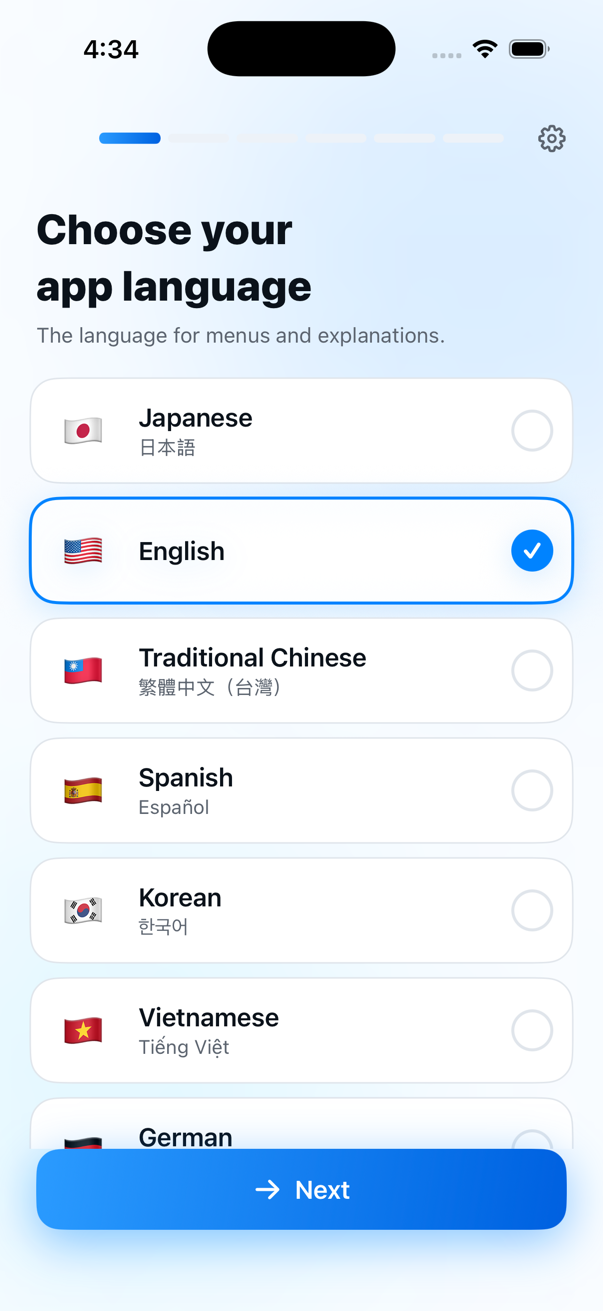 4:34
Choose your
app language
The language for menus and explanations.
Japanese
日本語
English
Traditional Chinese
繁體中文（台灣）
Spanish
Español
Korean
한국어
Vietnamese
Tiếng Việt
German
Next